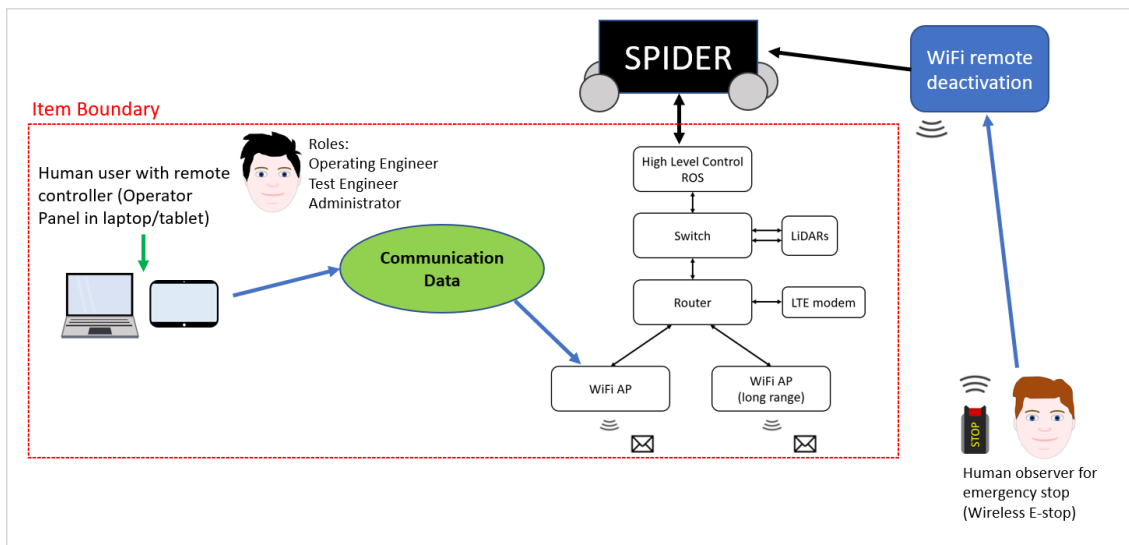 SPIDER
WiFi remote
deactivation
Item Boundary
Roles:
Operating Engineer
Test Engineer
Administrator
Human user with remote
controller (Operator
Panel in laptop/tablet)
High Level Control
ROS
Switch
LiDARs
Communication
Data
Router
LTE modem
WiFi AP
WiFi AP
(long range)
STOP
Human observer for
emergency stop
(Wireless E-stop)